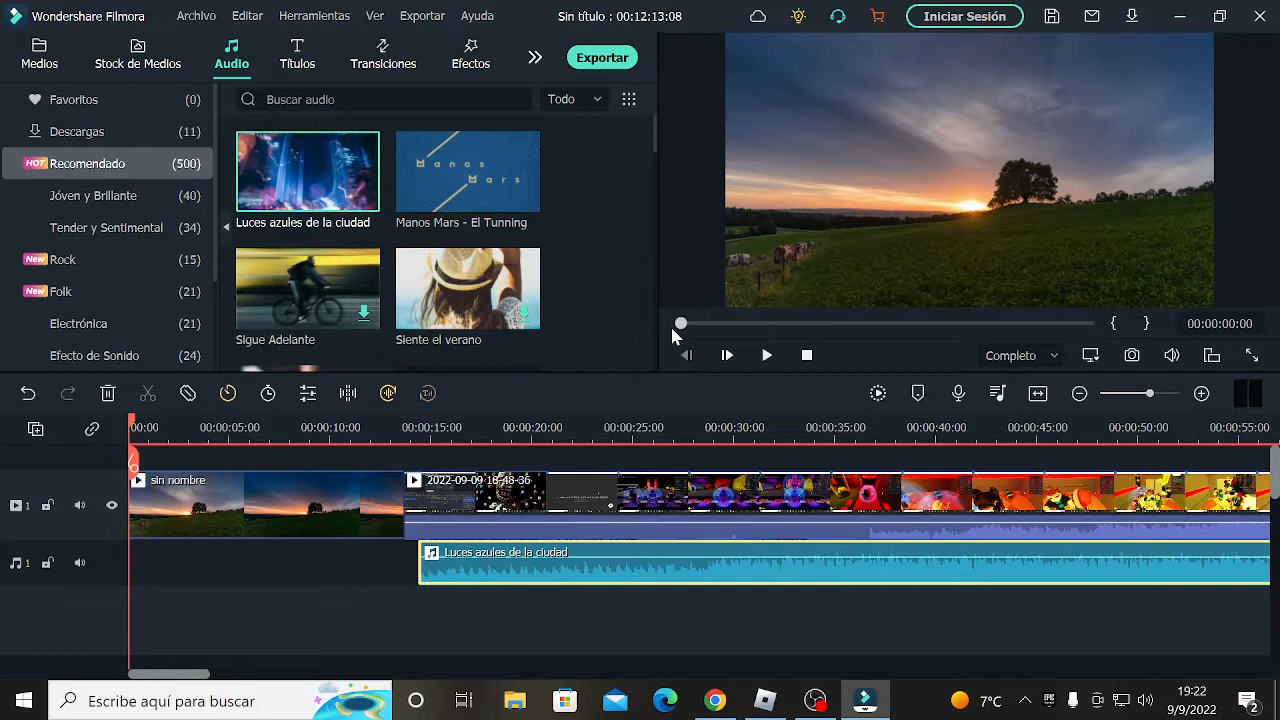 Wondershare Filmora
Archivo
Editar
Herramientas
Ver
Exportar
Ayuda
Sin título : 00:12:13:08
Iniciar Sesión
Medios
Stock de Medios
Audio
Títulos
Transiciones
Efectos
Exportar
Favoritos (0)
Descargas (11)
HOT Recomendado (500)
Jóven y Brillante (40)
Tender y Sentimental (34)
New Rock (15)
New Folk (21)
Electrónica (21)
Efecto de Sonido (24)
Buscar audio
Todo
Luces azules de la ciudad
Manos
Mars
Manos Mars - El Tunning
Sigue Adelante
Siente el verano
00:00:00:00
Completo
00:00
00:00:05:00
00:00:10:00
00:00:15:00
00:00:20:00
00:00:25:00
00:00:30:00
00:00:35:00
00:00:40:00
00:00:45:00
00:00:50:00
00:00:55:00
1
sin nombre
2022-09-09 18-48-36
1
Luces azules de la ciudad
Escribe aquí para buscar
7°C
19:22
9/9/2022
2